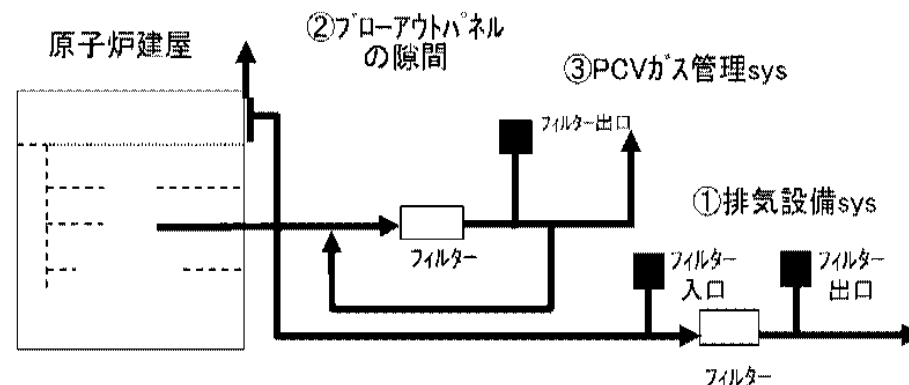 原子炉建屋
②ﾌﾞﾛｰｱｳﾄﾊﾟﾈﾙ
の隙間
③PCVｶﾞｽ管理sys
ﾌｨﾙﾀｰ出口
①排気設備sys
ﾌｨﾙﾀｰ
ﾌｨﾙﾀｰ
入口
ﾌｨﾙﾀｰ
出口
ﾌｨﾙﾀｰ